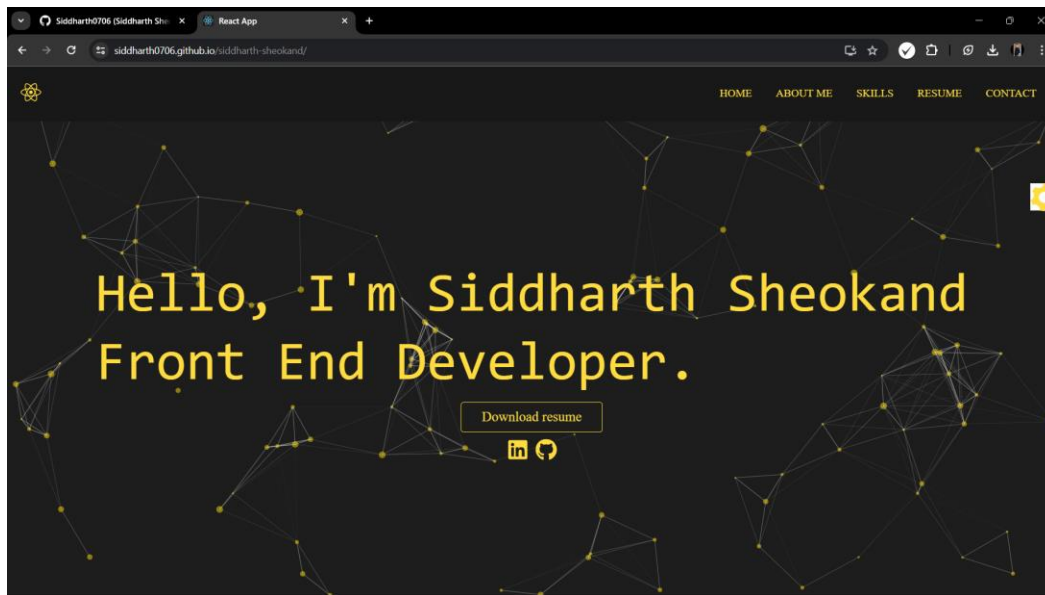 Siddharth0706 (Siddharth She
React App
siddharth0706.github.io/siddharth-sheokand/
HOME ABOUT ME SKILLS RESUME CONTACT
Hello, I'm Siddharth Sheokand
Front End Developer.
Download resume
in